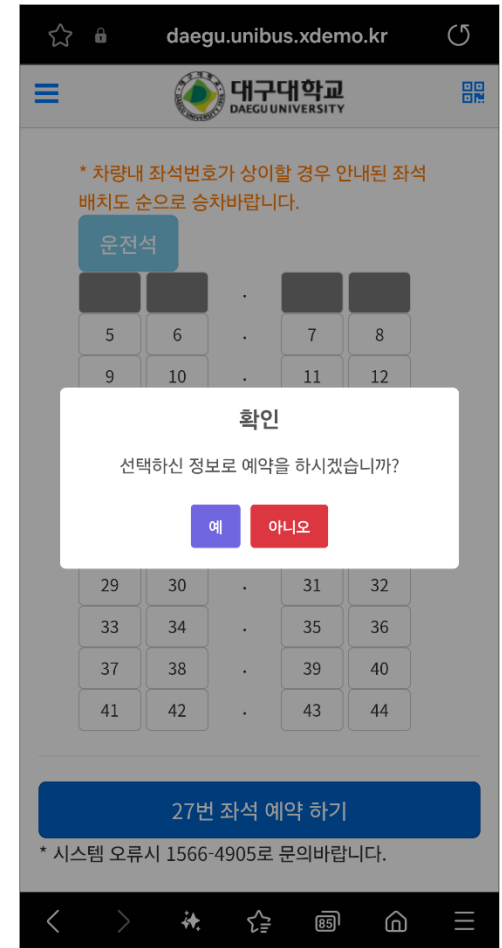 daegu.unibus.xdemo.kr
대구대학교
DAEGU UNIVERSITY
* 차량내 좌석번호가 상이할 경우 안내된 좌석
배치도 순으로 승차바랍니다.
운전석
.
5 6 . 7 8
9 10 . 11 12
확인
선택하신 정보로 예약을 하시겠습니까?
예 아니오
29 30 . 31 32
33 34 . 35 36
37 38 . 39 40
41 42 . 43 44
27번 좌석 예약 하기
* 시스템 오류시 1566-4905로 문의바랍니다.
85